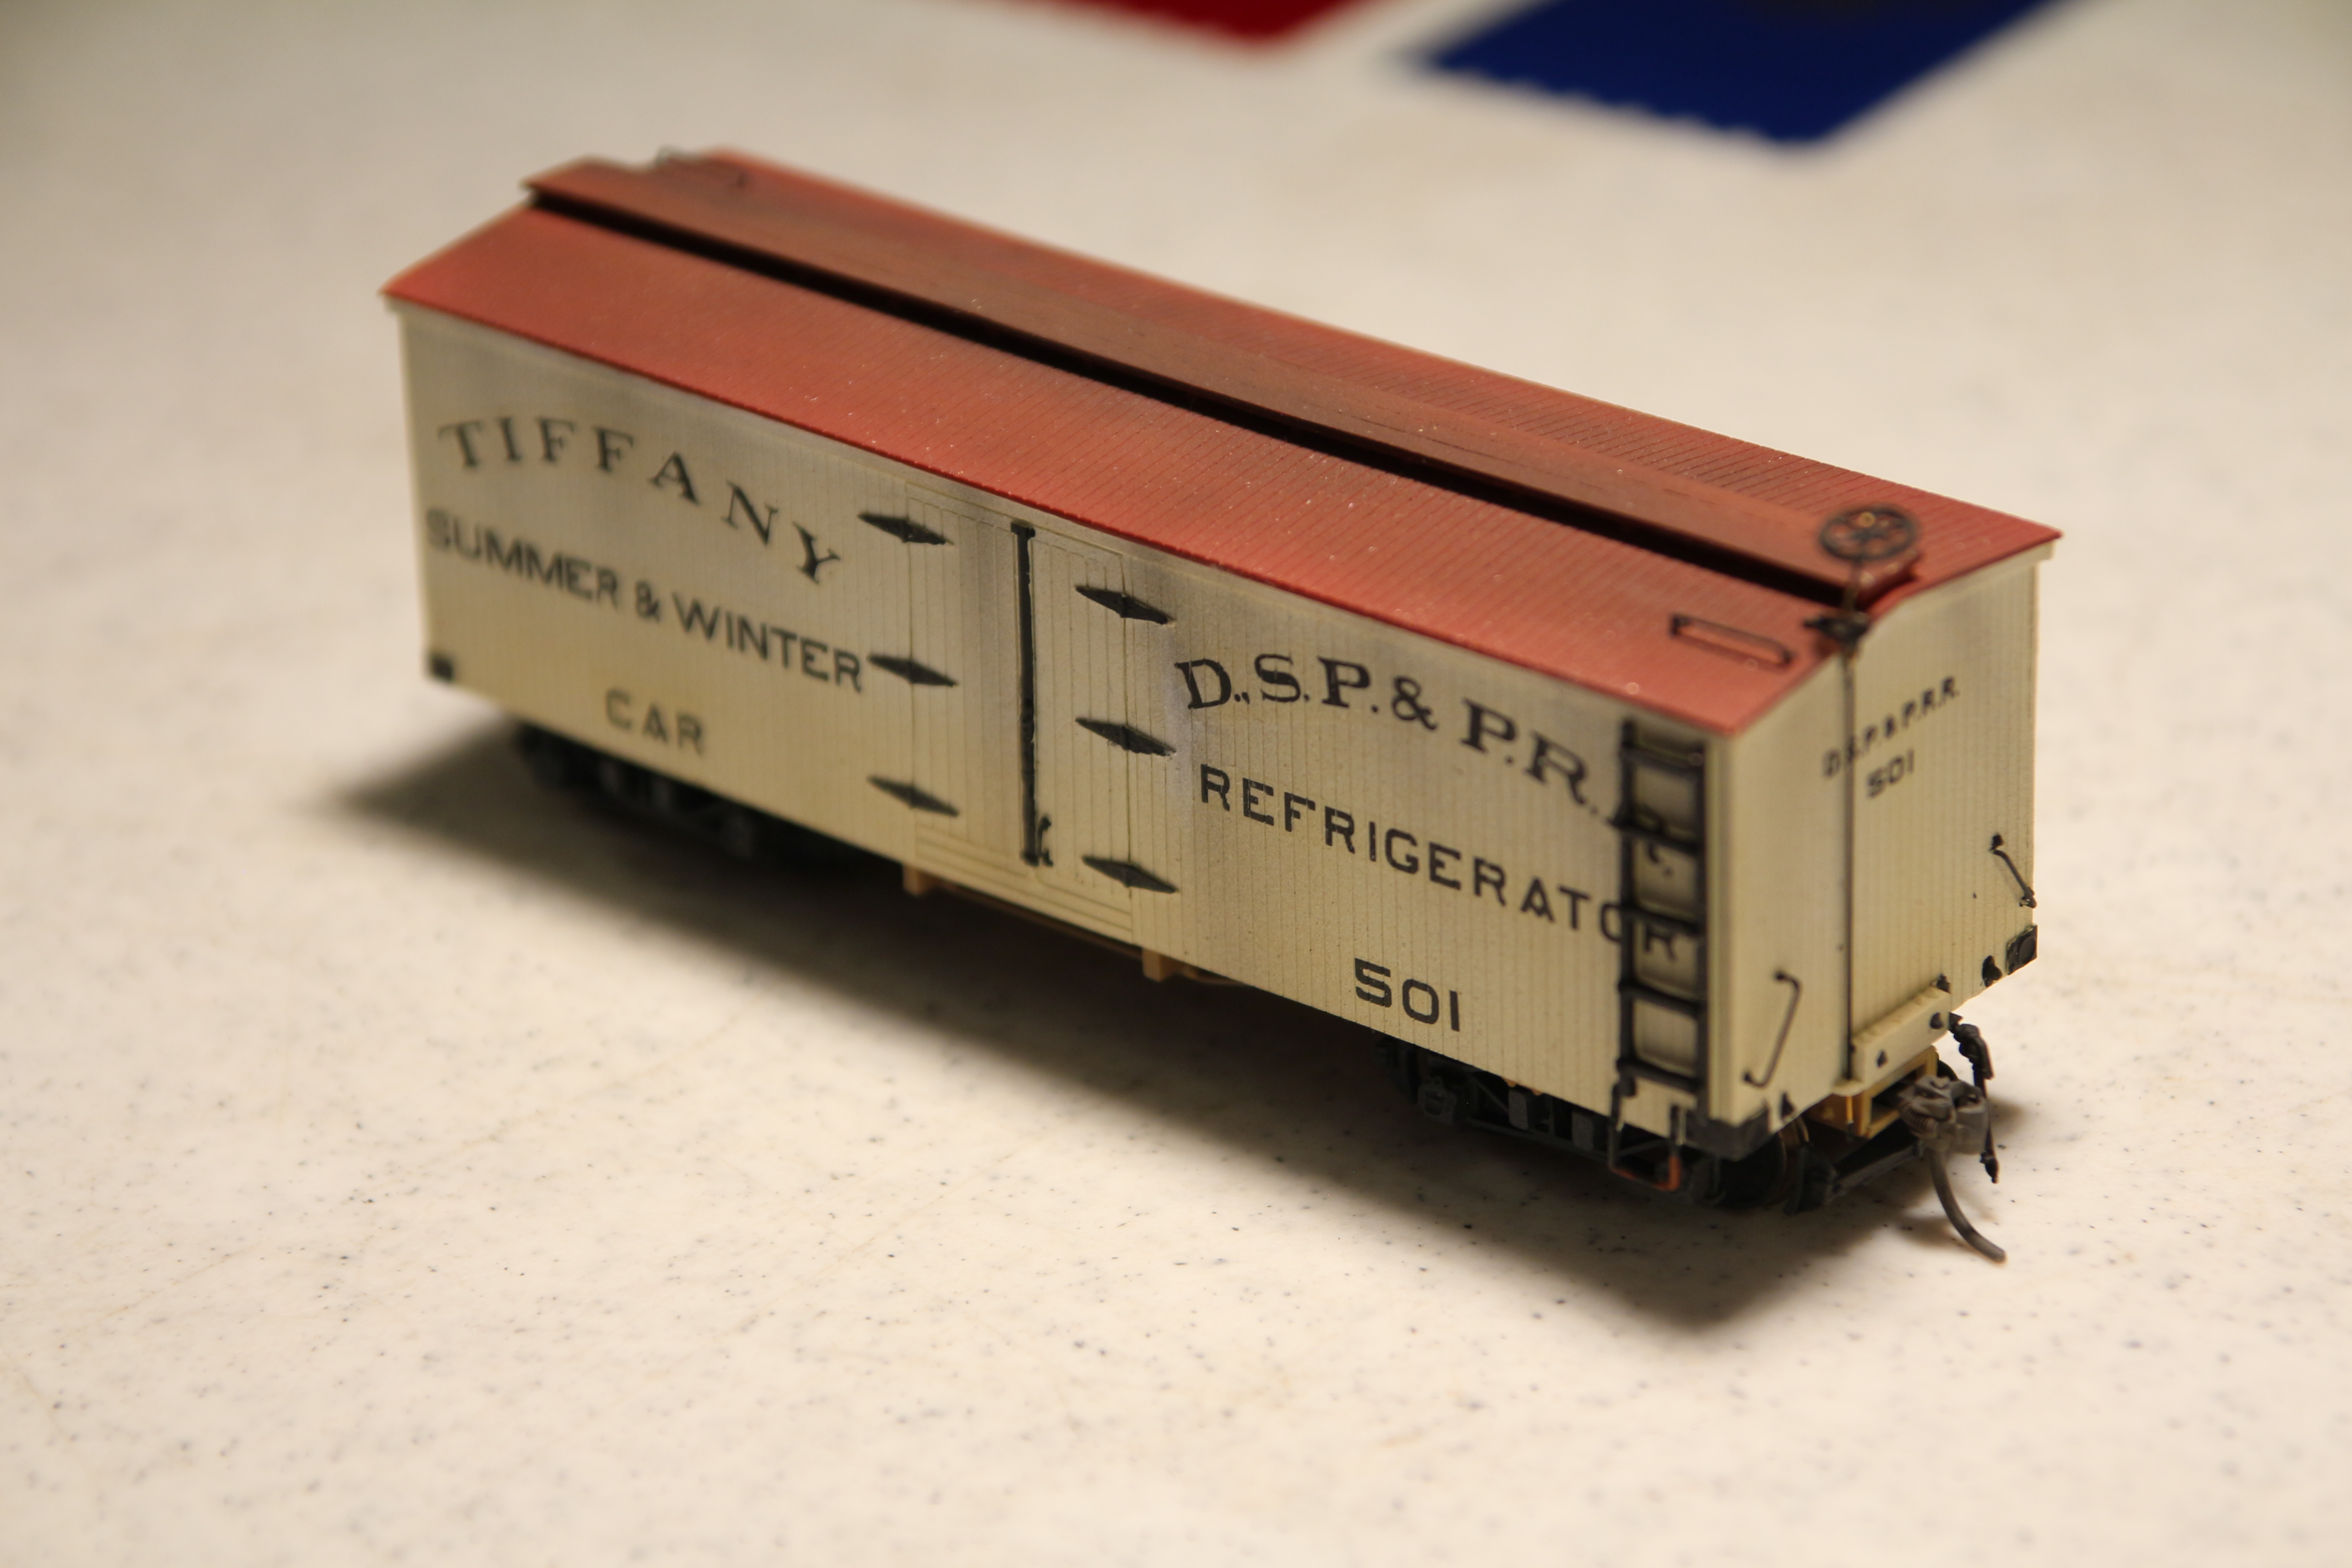 TIFFANY
SUMMER & WINTER
CAR
D.,S.P.& P.R.R.
REFRIGERATOR
501
D.S.P.& P.R.R.
501